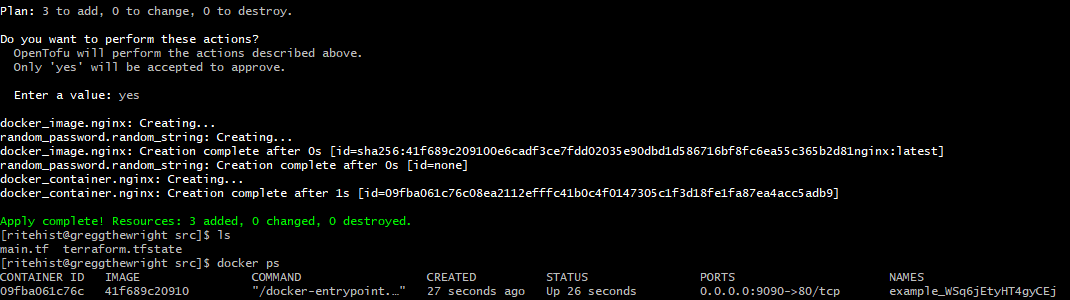 Plan: 3 to add, 0 to change, 0 to destroy.
Do you want to perform these actions?
OpenTofu will perform the actions described above.
Only 'yes' will be accepted to approve.
Enter a value: yes
docker_image.nginx: Creating...
random_password.random_string: Creating...
docker_image.nginx: Creation complete after 0s [id=sha256:41f689c209100e6cadf3ce7fdd02035e90dbd1d586716bf8fc6ea55c365b2d81nginx:latest]
random_password.random_string: Creation complete after 0s [id=none]
docker_container.nginx: Creating...
docker_container.nginx: Creation complete after 1s [id=09fba061c76c08ea2112efffc41b0c4f0147305c1f3d18fe1fa87ea4acc5adb9]
Apply complete! Resources: 3 added, 0 changed, 0 destroyed.
[ritehist@greggthewright src]$ ls
main.tf  terraform.tfstate
[ritehist@greggthewright src]$ docker ps
CONTAINER ID   IMAGE          COMMAND                  CREATED          STATUS          PORTS                  NAMES
09fba061c76c   41f689c20910   "/docker-entrypoint.…"   27 seconds ago   Up 26 seconds   0.0.0.0:9090->80/tcp   example_WSq6jEtyHT4gyCEj